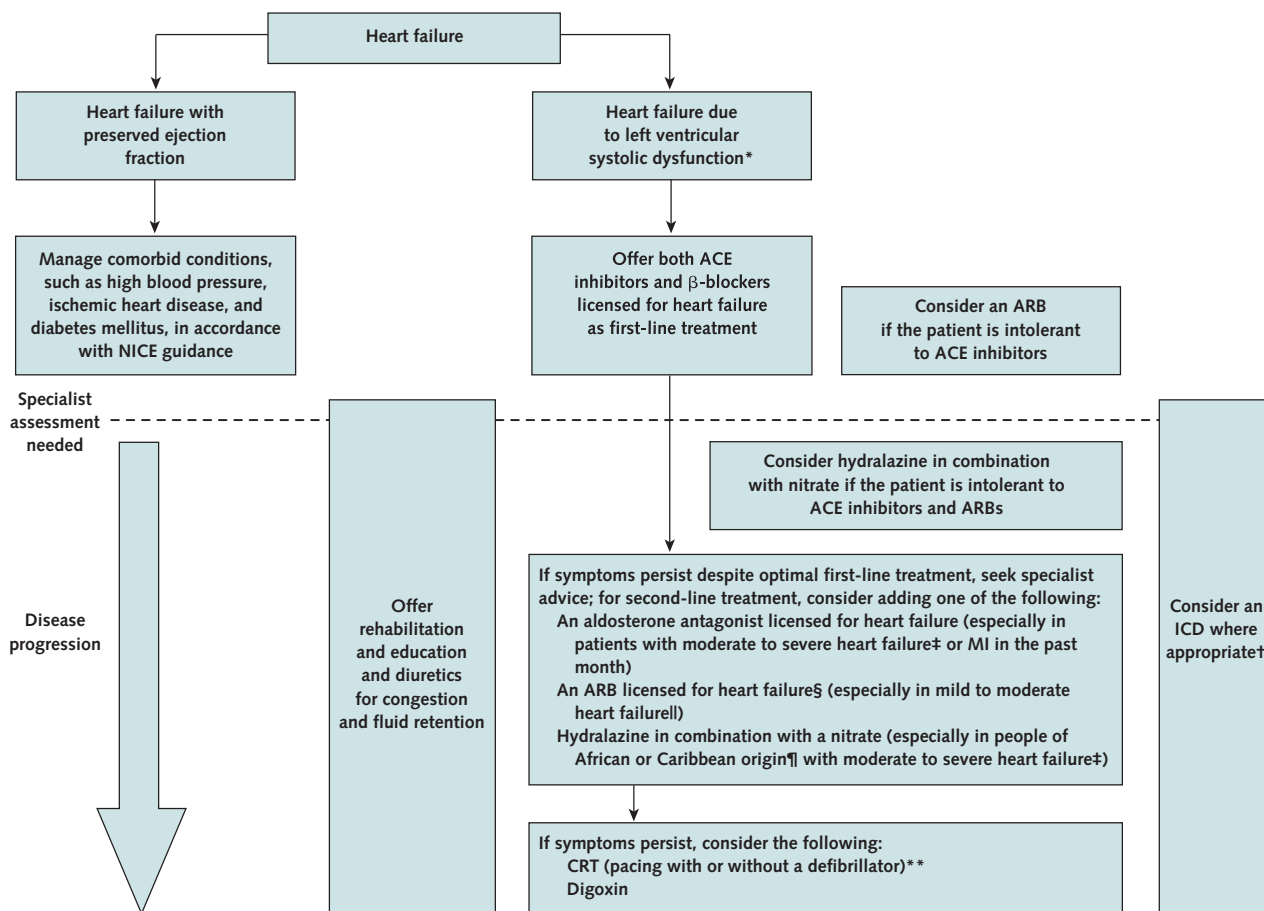 Heart failure
Heart failure with
preserved ejection
fraction
Heart failure due
to left ventricular
systolic dysfunction*
Manage comorbid conditions,
such as high blood pressure,
ischemic heart disease, and
diabetes mellitus, in accordance
with NICE guidance
Offer both ACE
inhibitors and β-blockers
licensed for heart failure
as first-line treatment
Consider an ARB
if the patient is intolerant
to ACE inhibitors
Specialist
assessment
needed
Consider hydralazine in combination
with nitrate if the patient is intolerant to
ACE inhibitors and ARBs
Disease
progression
Offer
rehabilitation
and education
and diuretics
for congestion
and fluid retention
If symptoms persist despite optimal first-line treatment, seek specialist
advice; for second-line treatment, consider adding one of the following:
An aldosterone antagonist licensed for heart failure (especially in
patients with moderate to severe heart failure‡ or MI in the past
month)
An ARB licensed for heart failure§ (especially in mild to moderate
heart failure||)
Hydralazine in combination with a nitrate (especially in people of
African or Caribbean origin¶ with moderate to severe heart failure‡)
Consider an
ICD where
appropriate†
If symptoms persist, consider the following:
CRT (pacing with or without a defibrillator)**
Digoxin